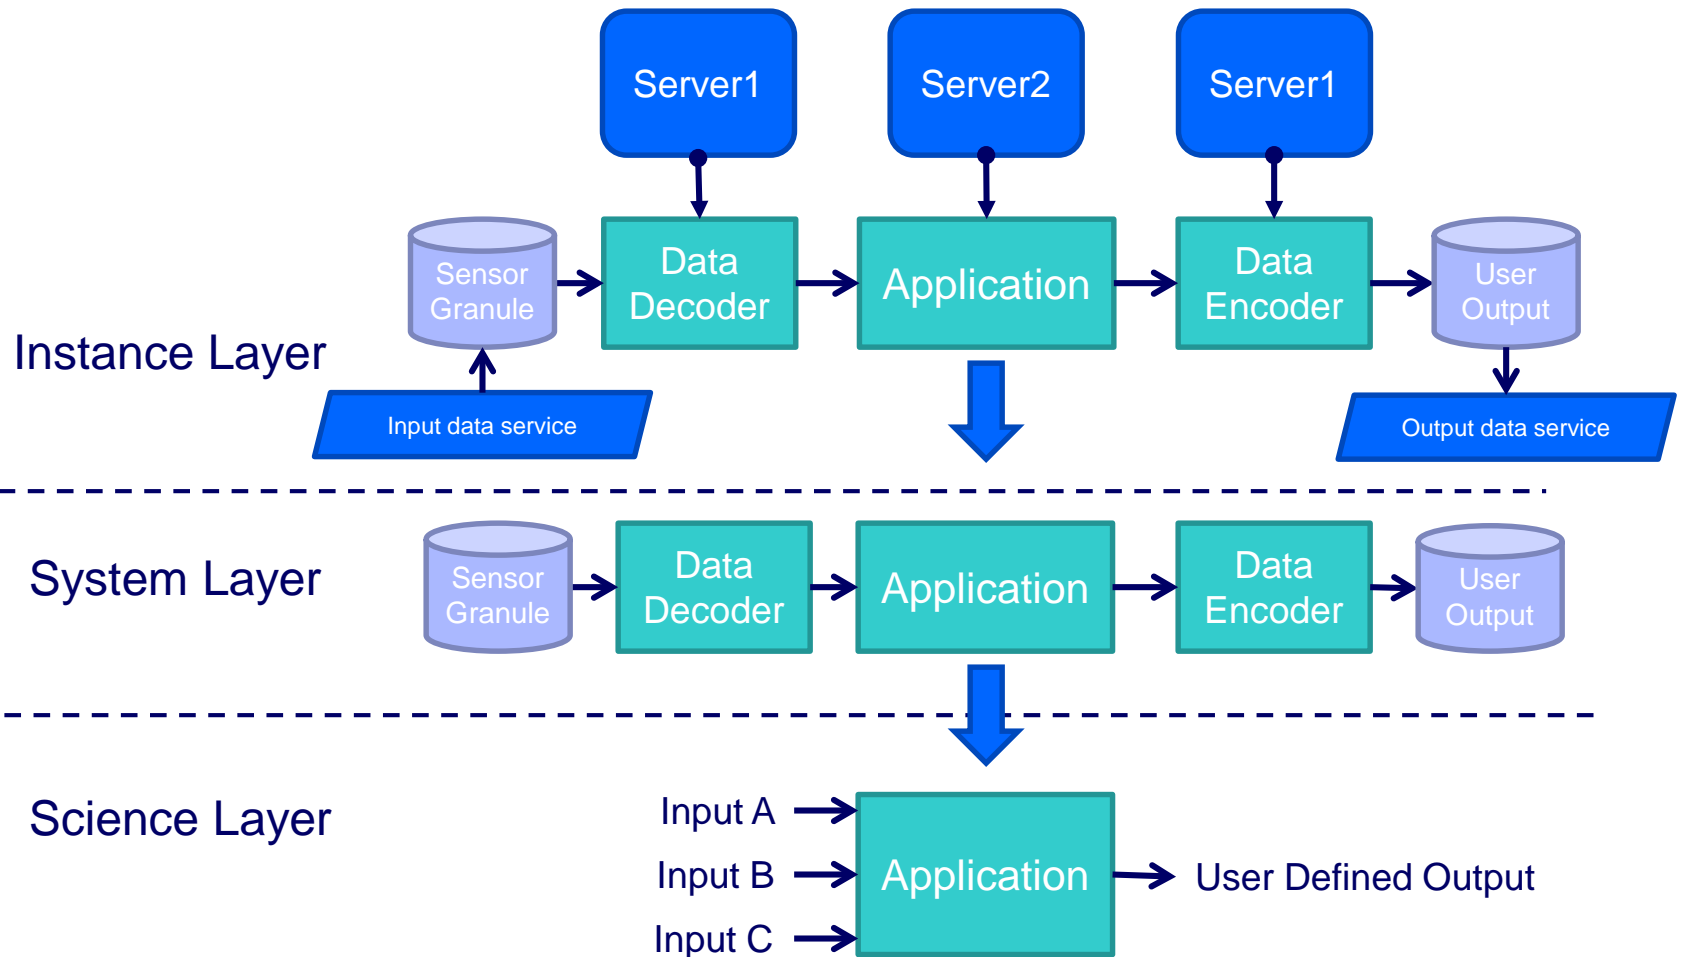 Server1
Server2
Server1
Sensor
Granule
Data
Decoder
Application
Data
Encoder
User
Output
Instance Layer
Input data service
Output data service
System Layer
Sensor
Granule
Data
Decoder
Application
Data
Encoder
User
Output
Science Layer
Input A
Input B
Input C
Application
User Defined Output